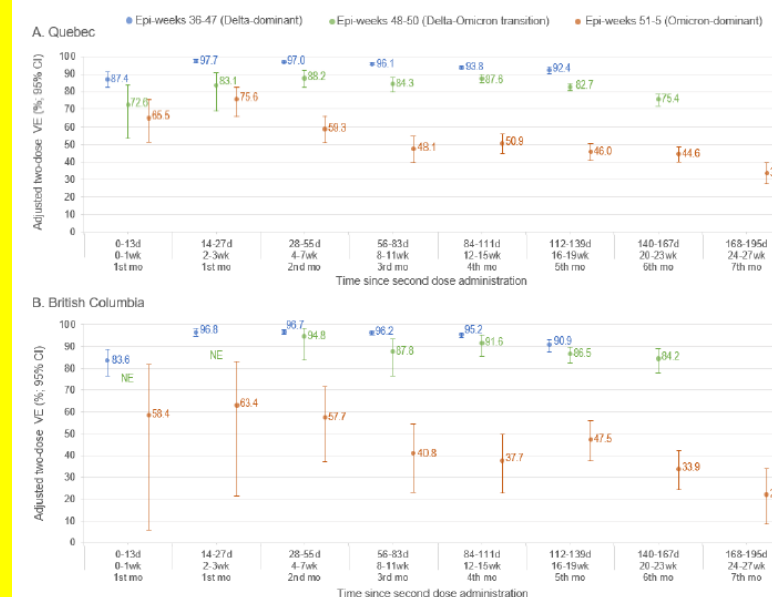 Epi-weeks 36-47 (Delta-dominant) Epi-weeks 48-50 (Delta-Omicron transition) Epi-weeks 51-5 (Omicron-dominant)
A. Quebec
Adjusted two-dose VE (%, 95% CI)
100
90
80
70
60
50
40
30
20
10
0
87.4 97.7 97.0 96.1 93.8 92.4
72.6 83.1 88.2 84.3 87.6 82.7 75.4
65.5 75.6 59.3 48.1 50.9 46.0 44.6
0-13d 14-27d 28-55d 56-83d 84-111d 112-139d 140-167d 168-195d
0-1wk 2-3wk 4-7wk 8-11wk 12-15wk 16-19wk 20-23wk 24-27wk
1st mo 1st mo 2nd mo 3rd mo 4th mo 5th mo 6th mo 7th mo
Time since second dose administration
B. British Columbia
Adjusted two-dose VE (%; 95% CI)
100
90
80
70
60
50
40
30
20
10
0
83.6 96.8 96.7 96.2 95.2 90.9
NE NE 94.8 87.8 91.6 86.5 84.2
58.4 63.4 57.7 40.8 37.7 47.5 33.9
0-13d 14-27d 28-55d 56-83d 84-111d 112-139d 140-167d 168-195d
0-1wk 2-3wk 4-7wk 8-11wk 12-15wk 16-19wk 20-23wk 24-27wk
1st mo 1st mo 2nd mo 3rd mo 4th mo 5th mo 6th mo 7th mo
Time since second dose administration